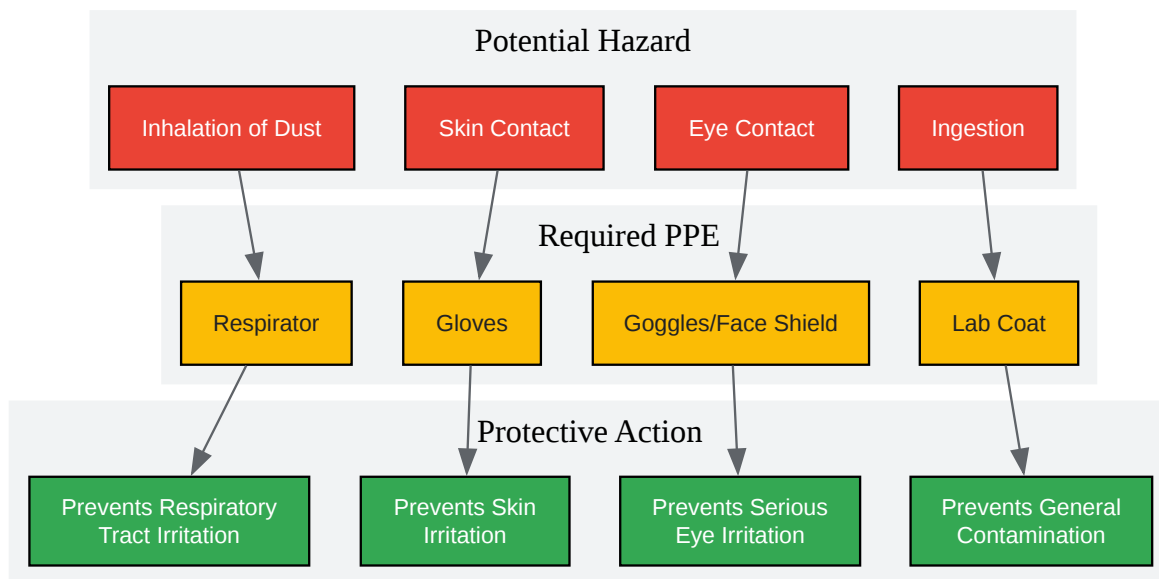 Potential Hazard
Inhalation of Dust
Skin Contact
Eye Contact
Ingestion
Required PPE
Respirator
Gloves
Goggles/Face Shield
Lab Coat
Protective Action
Prevents Respiratory
Tract Irritation
Prevents Skin
Irritation
Prevents Serious
Eye Irritation
Prevents General
Contamination